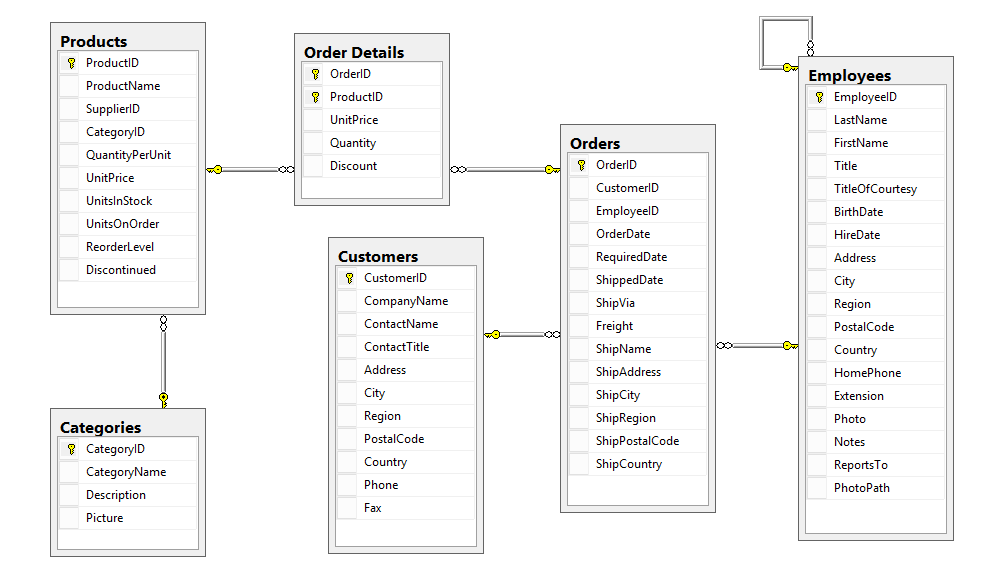 Products
ProductID
ProductName
SupplierID
CategoryID
QuantityPerUnit
UnitPrice
UnitsInStock
UnitsOnOrder
ReorderLevel
Discontinued
Order Details
OrderID
ProductID
UnitPrice
Quantity
Discount
Orders
OrderID
CustomerID
EmployeeID
OrderDate
RequiredDate
ShippedDate
ShipVia
Freight
ShipName
ShipAddress
ShipCity
ShipRegion
ShipPostalCode
ShipCountry
Employees
EmployeeID
LastName
FirstName
Title
TitleOfCourtesy
BirthDate
HireDate
Address
City
Region
PostalCode
Country
HomePhone
Extension
Photo
Notes
ReportsTo
PhotoPath
Customers
CustomerID
CompanyName
ContactName
ContactTitle
Address
City
Region
PostalCode
Country
Phone
Fax
Categories
CategoryID
CategoryName
Description
Picture